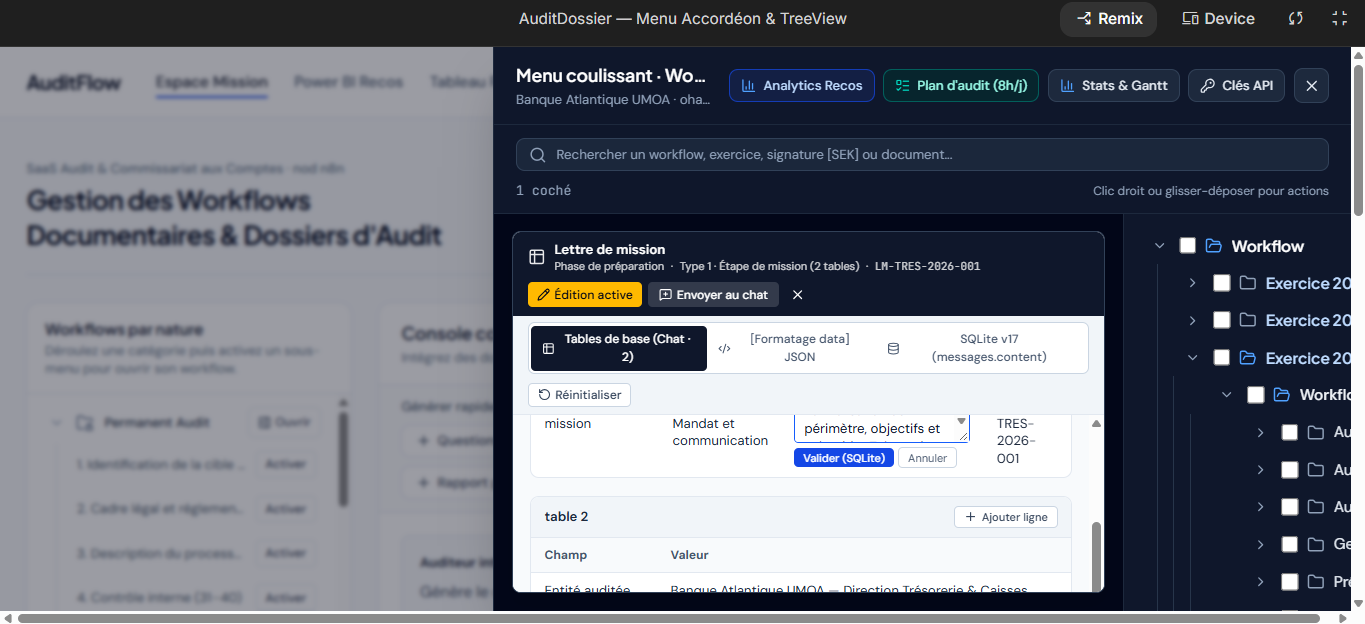 AuditDossier — Menu Accordéon & TreeView
Remix
Device
AuditFlow
Espace Mission
Power BI Recos
Tableau
SaaS Audit & Commissariat aux Comptes · nod n8n
Gestion des Workflows
Documentaires & Dossiers d'Audit
Workflows par nature
Déroulez une catégorie puis activez un sous-
menu pour ouvrir son workflow.
Permanent Audit
Ouvrir
1. Identification de la cible ...
Activer
2. Cadre légal et réglemen...
Activer
3. Description du process...
Activer
4. Contrôle interne (31-40)
Activer
Console co
Intégrez des d
Générer rapide
+ Question
+ Rapport
Auditeur in
Génère le
Menu coulissant · Wo...
Banque Atlantique UMOA · oha...
Analytics Recos
Plan d'audit (8h/j)
Stats & Gantt
Clés API
Rechercher un workflow, exercice, signature [SEK] ou document...
1 coché
Clic droit ou glisser-déposer pour actions
Lettre de mission
Phase de préparation · Type 1 · Étape de mission (2 tables) · LM-TRES-2026-001
Édition active
Envoyer au chat
Tables de base (Chat ·
2)
[Formatage data]
JSON
SQLite v17
(messages.content)
Réinitialiser
mission
Mandat et
communication
périmètre, objectifs et
Valider (SQLite)
Annuler
TRES-
2026-
001
table 2
+ Ajouter ligne
Champ
Valeur
Entité auditée
Banque Atlantique UMOA — Direction Trésorerie & Caisses
Workflow
Exercice 20
Exercice 20
Exercice 20
Workflo
Au
Au
Au
Ge
Pré